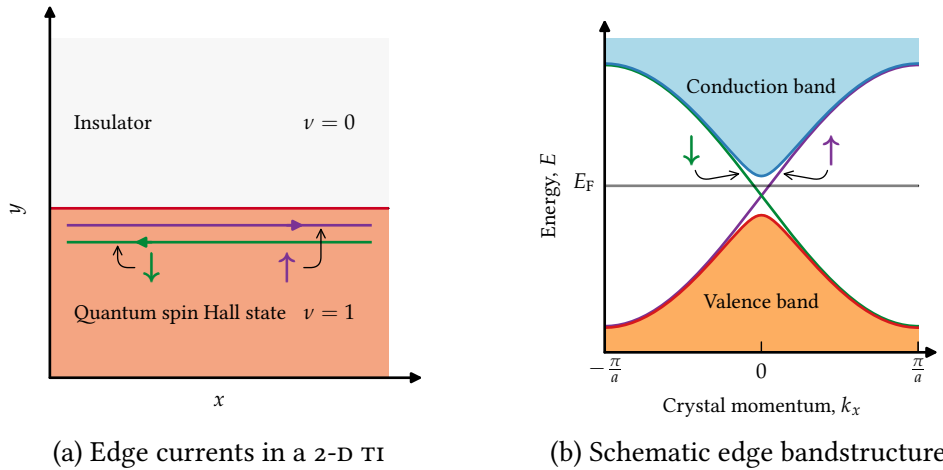 y
Insulator ν = 0
↓ ↑
Quantum spin Hall state ν = 1
x
(a) Edge currents in a 2-D TI
Energy, E
Conduction band
↓ ↑
E_F
Valence band
−π/a 0 π/a
Crystal momentum, k_x
(b) Schematic edge bandstructure